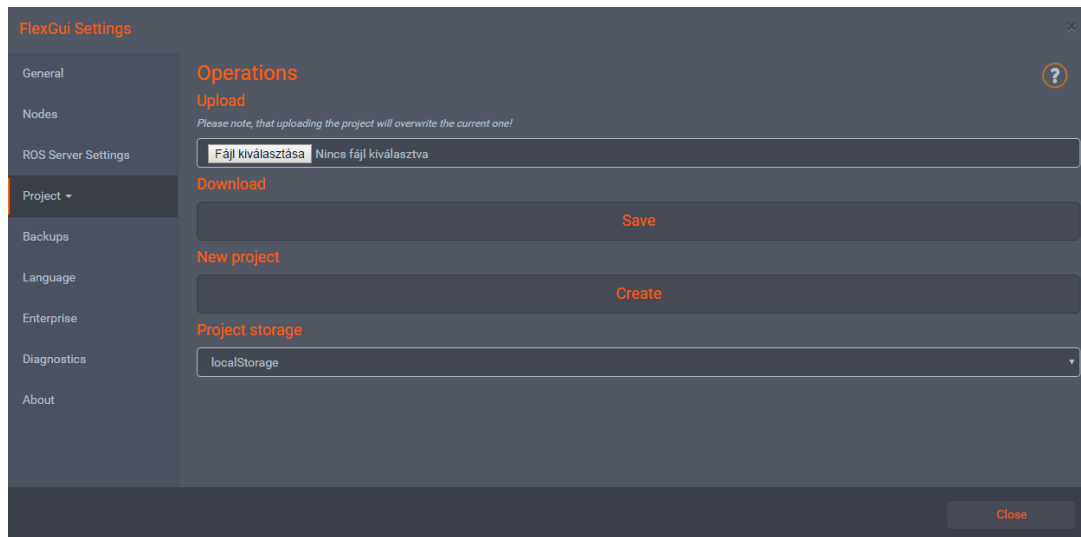 FlexGui Settings
×
General
Nodes
ROS Server Settings
Project
Backups
Language
Enterprise
Diagnostics
About
Operations
?
Upload
Please note, that uploading the project will overwrite the current one!
Fájl kiválasztása Nincs fájl kiválasztva
Download
Save
New project
Create
Project storage
localStorage
Close